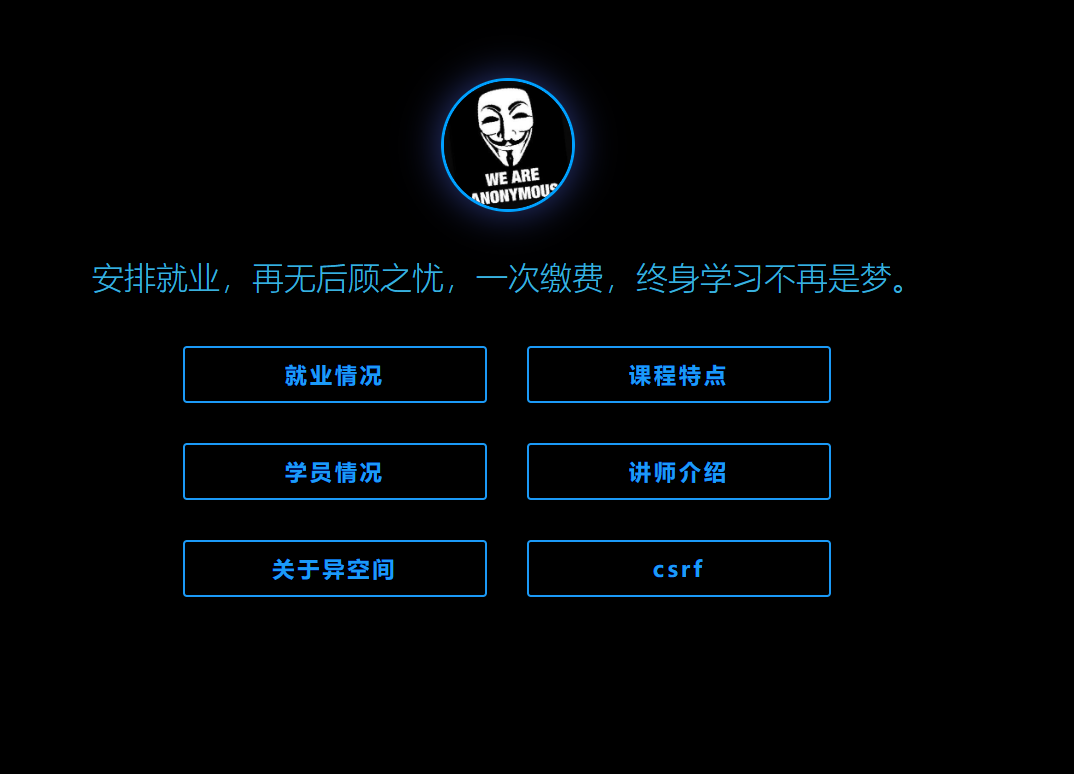 WE ARE
ANONYMOUS
安排就业，再无后顾之忧，一次缴费，终身学习不再是梦。
就业情况
课程特点
学员情况
讲师介绍
关于异空间
csrf